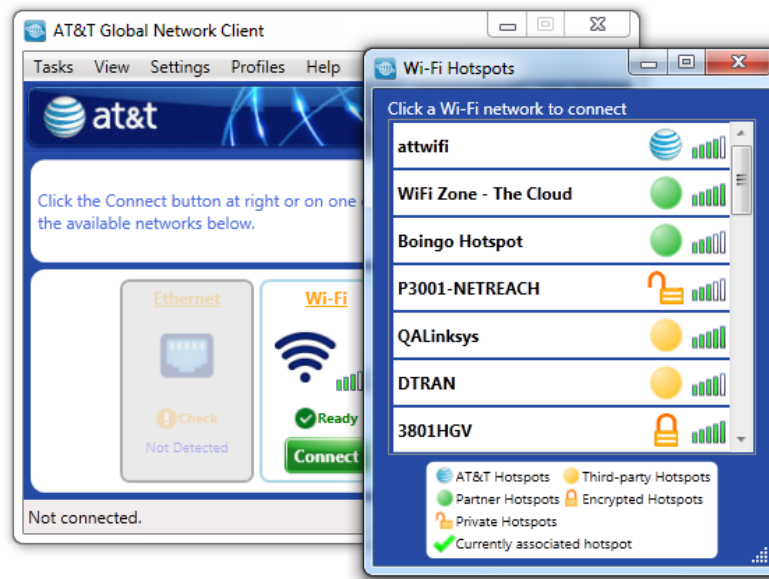 AT&T Global Network Client
Tasks View Settings Profiles Help
at&t
Click the Connect button at right or on one
the available networks below.
Ethernet
Check
Not Detected
Wi-Fi
Ready
Connect
Not connected.
Wi-Fi Hotspots
Click a Wi-Fi network to connect
attwifi
WiFi Zone - The Cloud
Boingo Hotspot
P3001-NETREACH
QALinksys
DTRAN
3801HGV
AT&T Hotspots Third-party Hotspots
Partner Hotspots Encrypted Hotspots
Private Hotspots
Currently associated hotspot